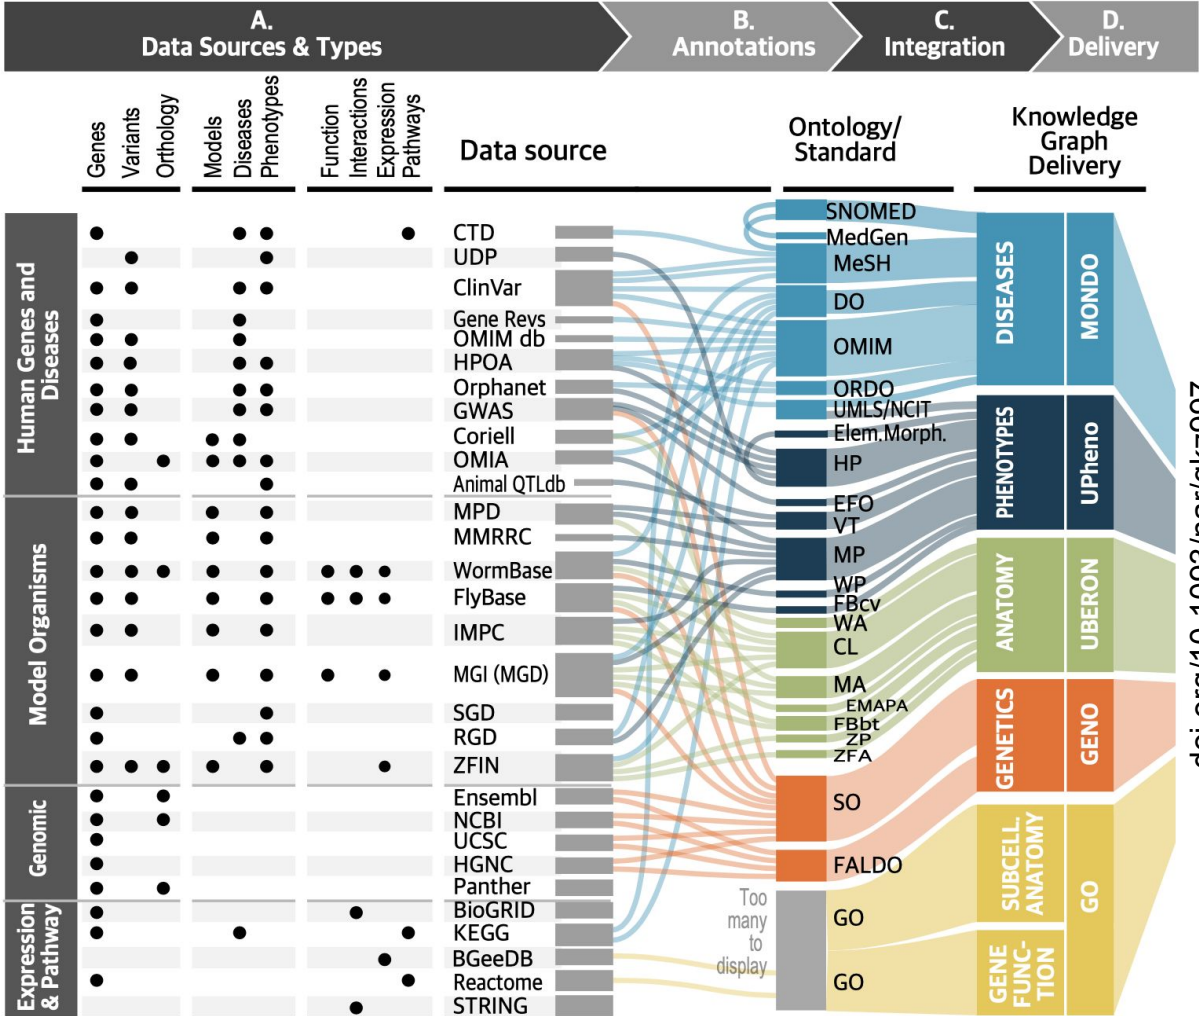 A.
Data Sources & Types
B.
Annotations
C.
Integration
D.
Delivery
Genes
Variants
Orthology
Models
Diseases
Phenotypes
Function
Interactions
Expression
Pathways
Data source
Ontology/
Standard
Knowledge
Graph
Delivery
Human Genes and
Diseases
CTD
UDP
ClinVar
Gene Revs
OMIM db
HPOA
Orphanet
GWAS
Coriell
OMIA
Animal QTLdb
Model Organisms
MPD
MMRRC
WormBase
FlyBase
IMPC
MGI (MGD)
SGD
RGD
ZFIN
Genomic
Ensembl
NCBI
UCSC
HGNC
Panther
Expression
& Pathway
BioGRID
KEGG
BGeeDB
Reactome
STRING
SNOMED
MedGen
MeSH
DO
OMIM
ORDO
UMLS/NCIT
Elem.Morph.
HP
EFO
VT
MP
WP
FBcv
WA
CL
MA
EMAPA
FBbt
ZP
ZFA
SO
FALDO
Too
many
to
display
GO
GO
DISEASES
MONDO
PHENOTYPES
UPheno
ANATOMY
UBERON
GENETICS
GENO
SUBCELL.
ANATOMY
GENE
FUNC-
TION
GO